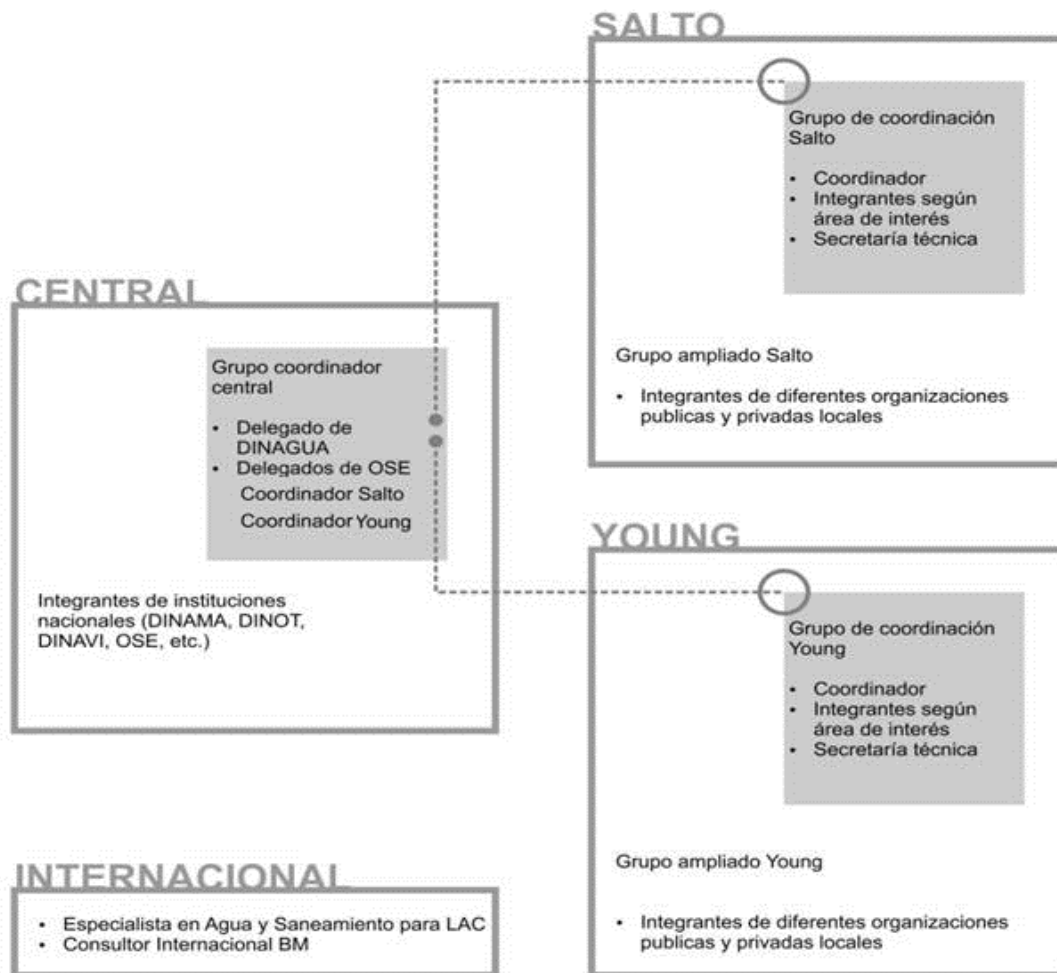 SALTO
Grupo de coordinación
Salto
• Coordinador
• Integrantes según
área de interés
• Secretaría técnica
Grupo ampliado Salto
• Integrantes de diferentes organizaciones
publicas y privadas locales
CENTRAL
Grupo coordinador
central
• Delegado de
DINAGUA
• Delegados de OSE
Coordinador Salto
Coordinador Young
Integrantes de instituciones
nacionales (DINAMA, DINOT,
DINAVI, OSE, etc.)
YOUNG
Grupo de coordinación
Young
• Coordinador
• Integrantes según
área de interés
• Secretaría técnica
Grupo ampliado Young
• Integrantes de diferentes organizaciones
publicas y privadas locales
INTERNACIONAL
• Especialista en Agua y Saneamiento para LAC
• Consultor Internacional BM